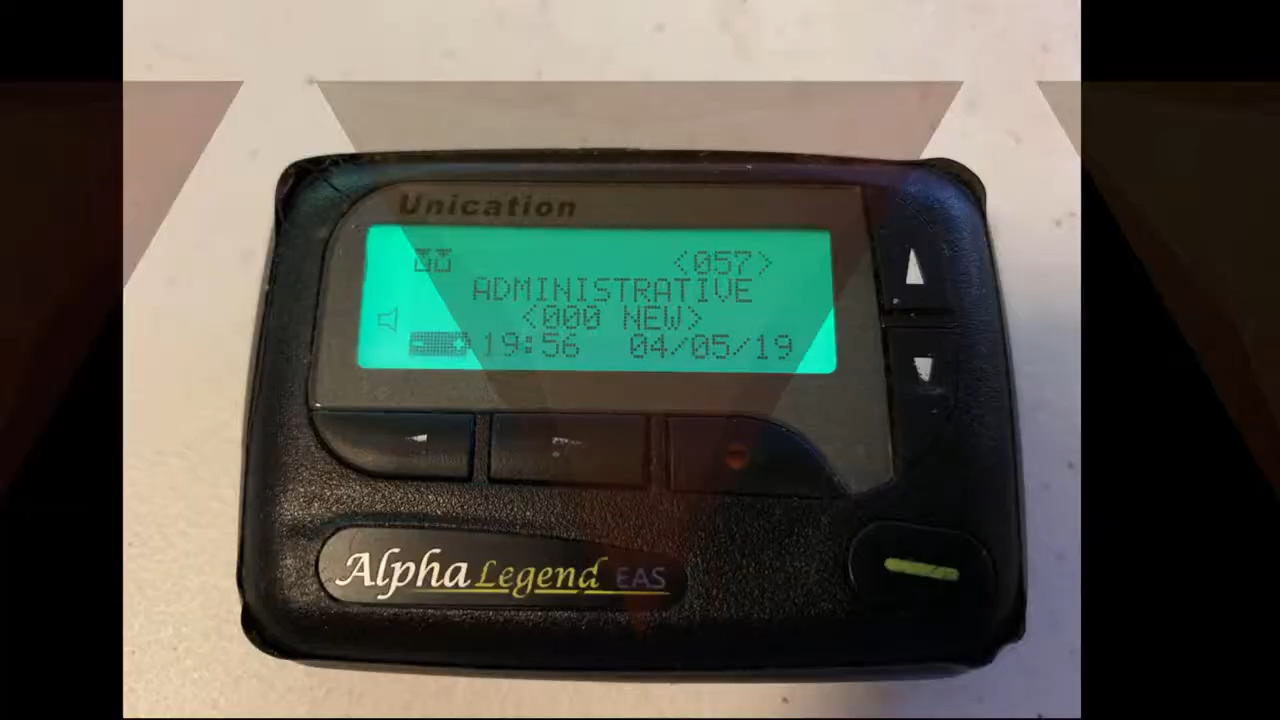 Unication
<057>
ADMINISTRATIVE
<000 NEW>
19:56 04/05/19
Alpha Legend EAS